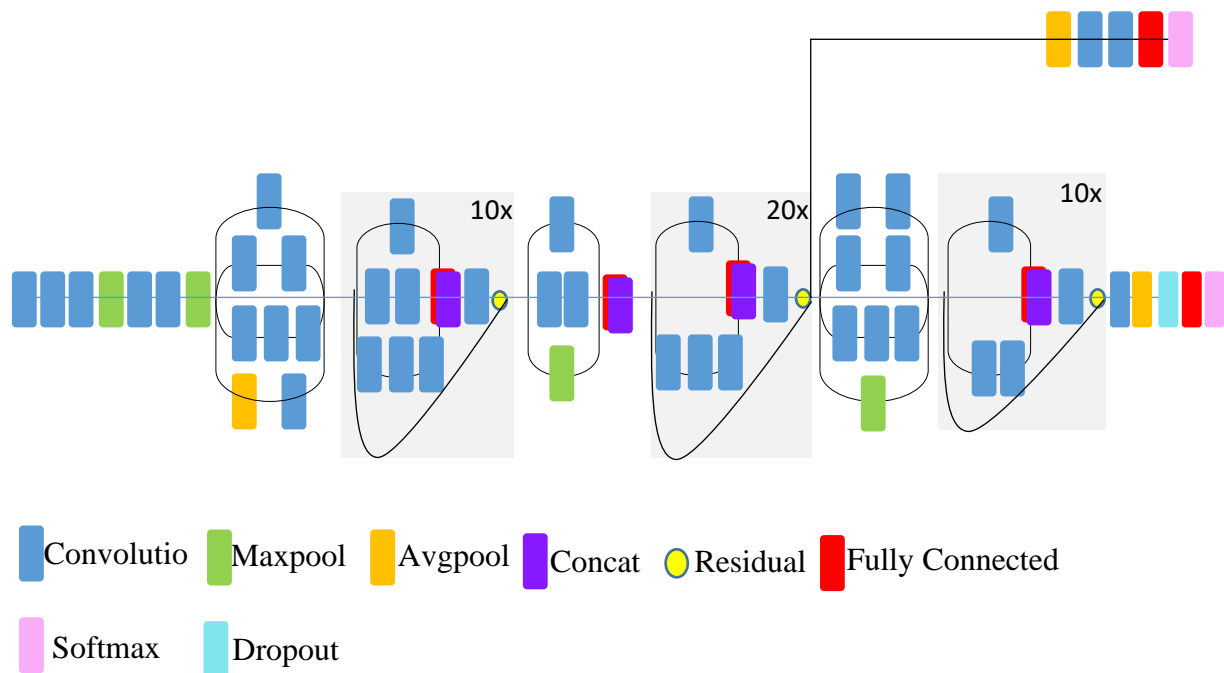 10x
20x
10x
Convolutio
Maxpool
Avgpool
Concat
Residual
Fully Connected
Softmax
Dropout